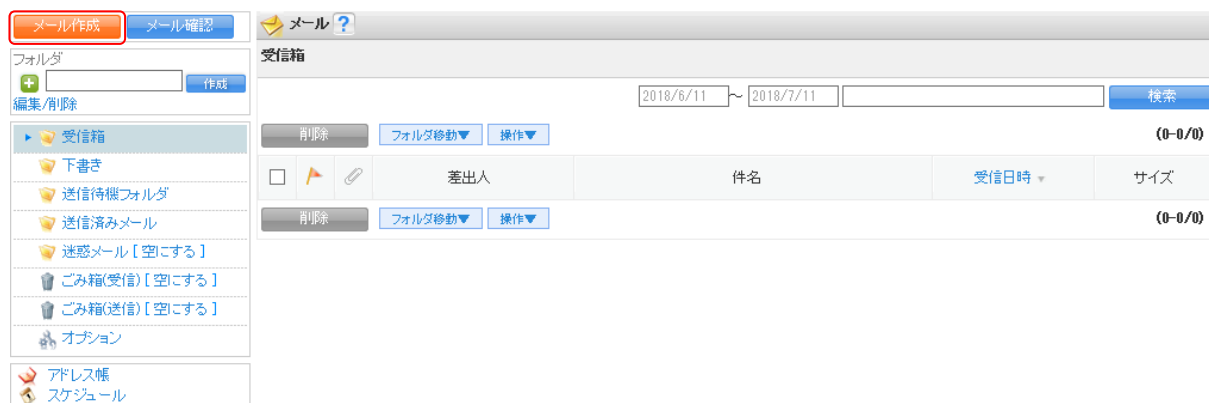 メール作成 メール確認
フォルダ
作成
編集/削除
受信箱
下書き
送信待機フォルダ
送信済みメール
迷惑メール [ 空にする ]
ごみ箱(受信) [ 空にする ]
ごみ箱(送信) [ 空にする ]
オプション
アドレス帳
スケジュール
メール ?
受信箱
2018/6/11 ～ 2018/7/11 検索
削除 フォルダ移動▼ 操作▼ (0-0/0)
差出人 件名 受信日時 ▼ サイズ
削除 フォルダ移動▼ 操作▼ (0-0/0)